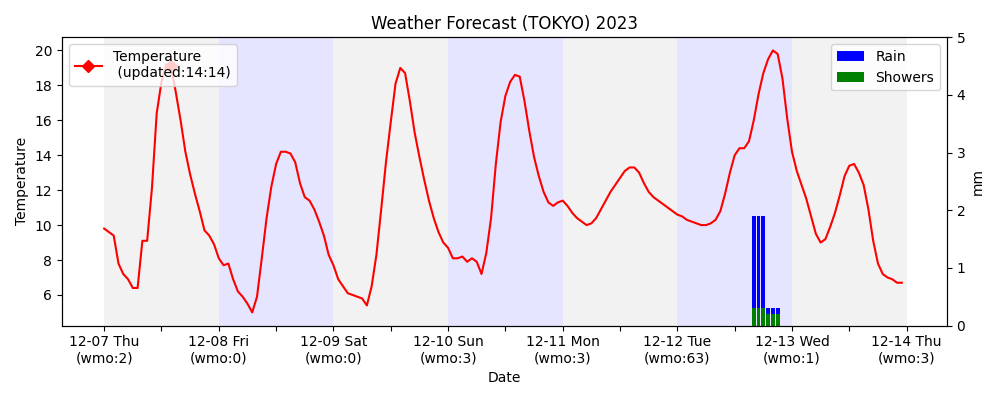 Weather Forecast (TOKYO) 2023
Temperature
(updated:14:14)
Rain
Showers
20
18
16
14
12
10
8
6
Temperature
5
4
3
2
1
0
mm
12-07 Thu 12-08 Fri 12-09 Sat 12-10 Sun 12-11 Mon 12-12 Tue 12-13 Wed 12-14 Thu
(wmo:2) (wmo:0) (wmo:0) (wmo:3) (wmo:3) (wmo:63) (wmo:1) (wmo:3)
Date